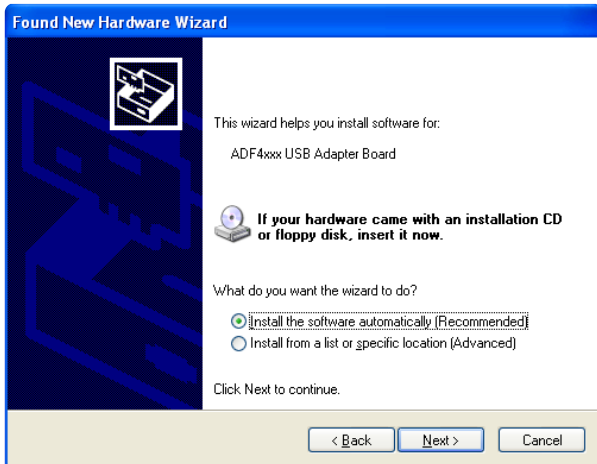 Found New Hardware Wizard
This wizard helps you install software for:
ADF4xxx USB Adapter Board
If your hardware came with an installation CD
or floppy disk, insert it now.
What do you want the wizard to do?
Install the software automatically (Recommended)
Install from a list or specific location (Advanced)
Click Next to continue.
< Back
Next >
Cancel